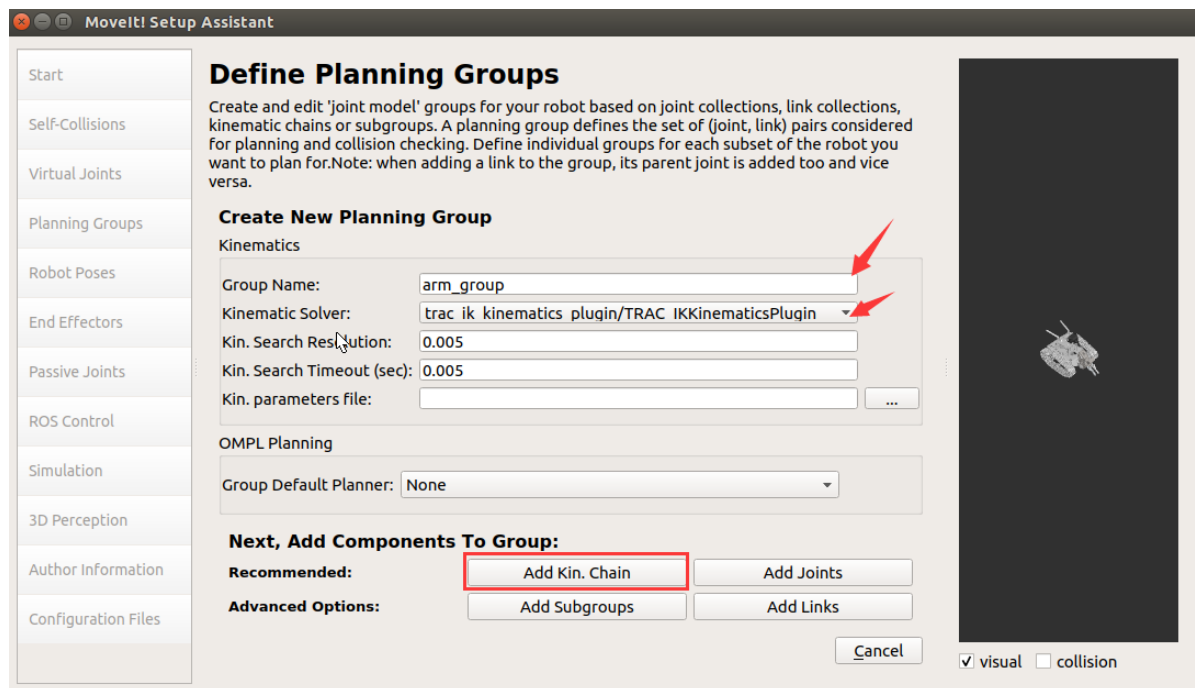 MoveIt! Setup Assistant
Start
Self-Collisions
Virtual Joints
Planning Groups
Robot Poses
End Effectors
Passive Joints
ROS Control
Simulation
3D Perception
Author Information
Configuration Files
Define Planning Groups
Create and edit 'joint model' groups for your robot based on joint collections, link collections,
kinematic chains or subgroups. A planning group defines the set of (joint, link) pairs considered
for planning and collision checking. Define individual groups for each subset of the robot you
want to plan for.Note: when adding a link to the group, its parent joint is added too and vice
versa.
Create New Planning Group
Kinematics
Group Name: arm_group
Kinematic Solver: trac_ik_kinematics_plugin/TRAC_IKKinematicsPlugin
Kin. Search Resolution: 0.005
Kin. Search Timeout (sec): 0.005
Kin. parameters file: ...
OMPL Planning
Group Default Planner: None
Next, Add Components To Group:
Recommended: Add Kin. Chain Add Joints
Advanced Options: Add Subgroups Add Links
Cancel
visual collision